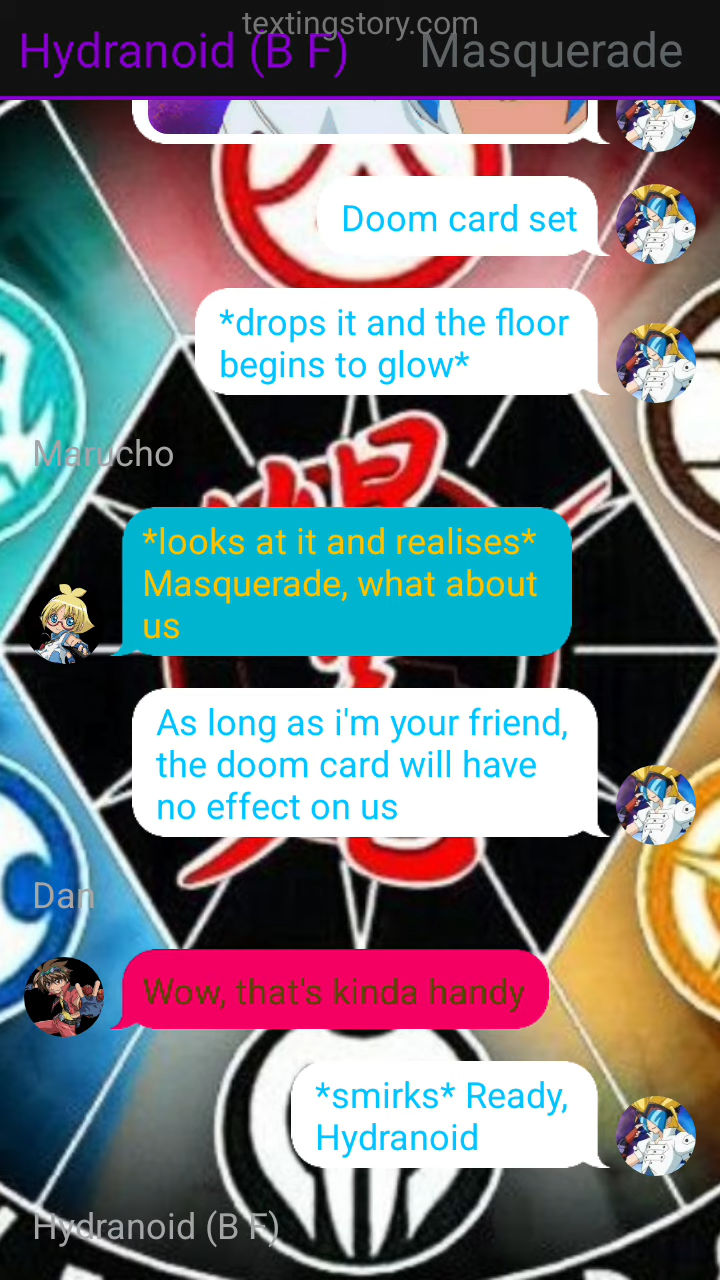 textingstory.com
Hydranoid (B F)
Masquerade
Doom card set
*drops it and the floor
begins to glow*
Marucho
*looks at it and realises*
Masquerade, what about
us
As long as i'm your friend,
the doom card will have
no effect on us
Dan
Wow, that's kinda handy
*smirks* Ready,
Hydranoid
Hydranoid (B F)